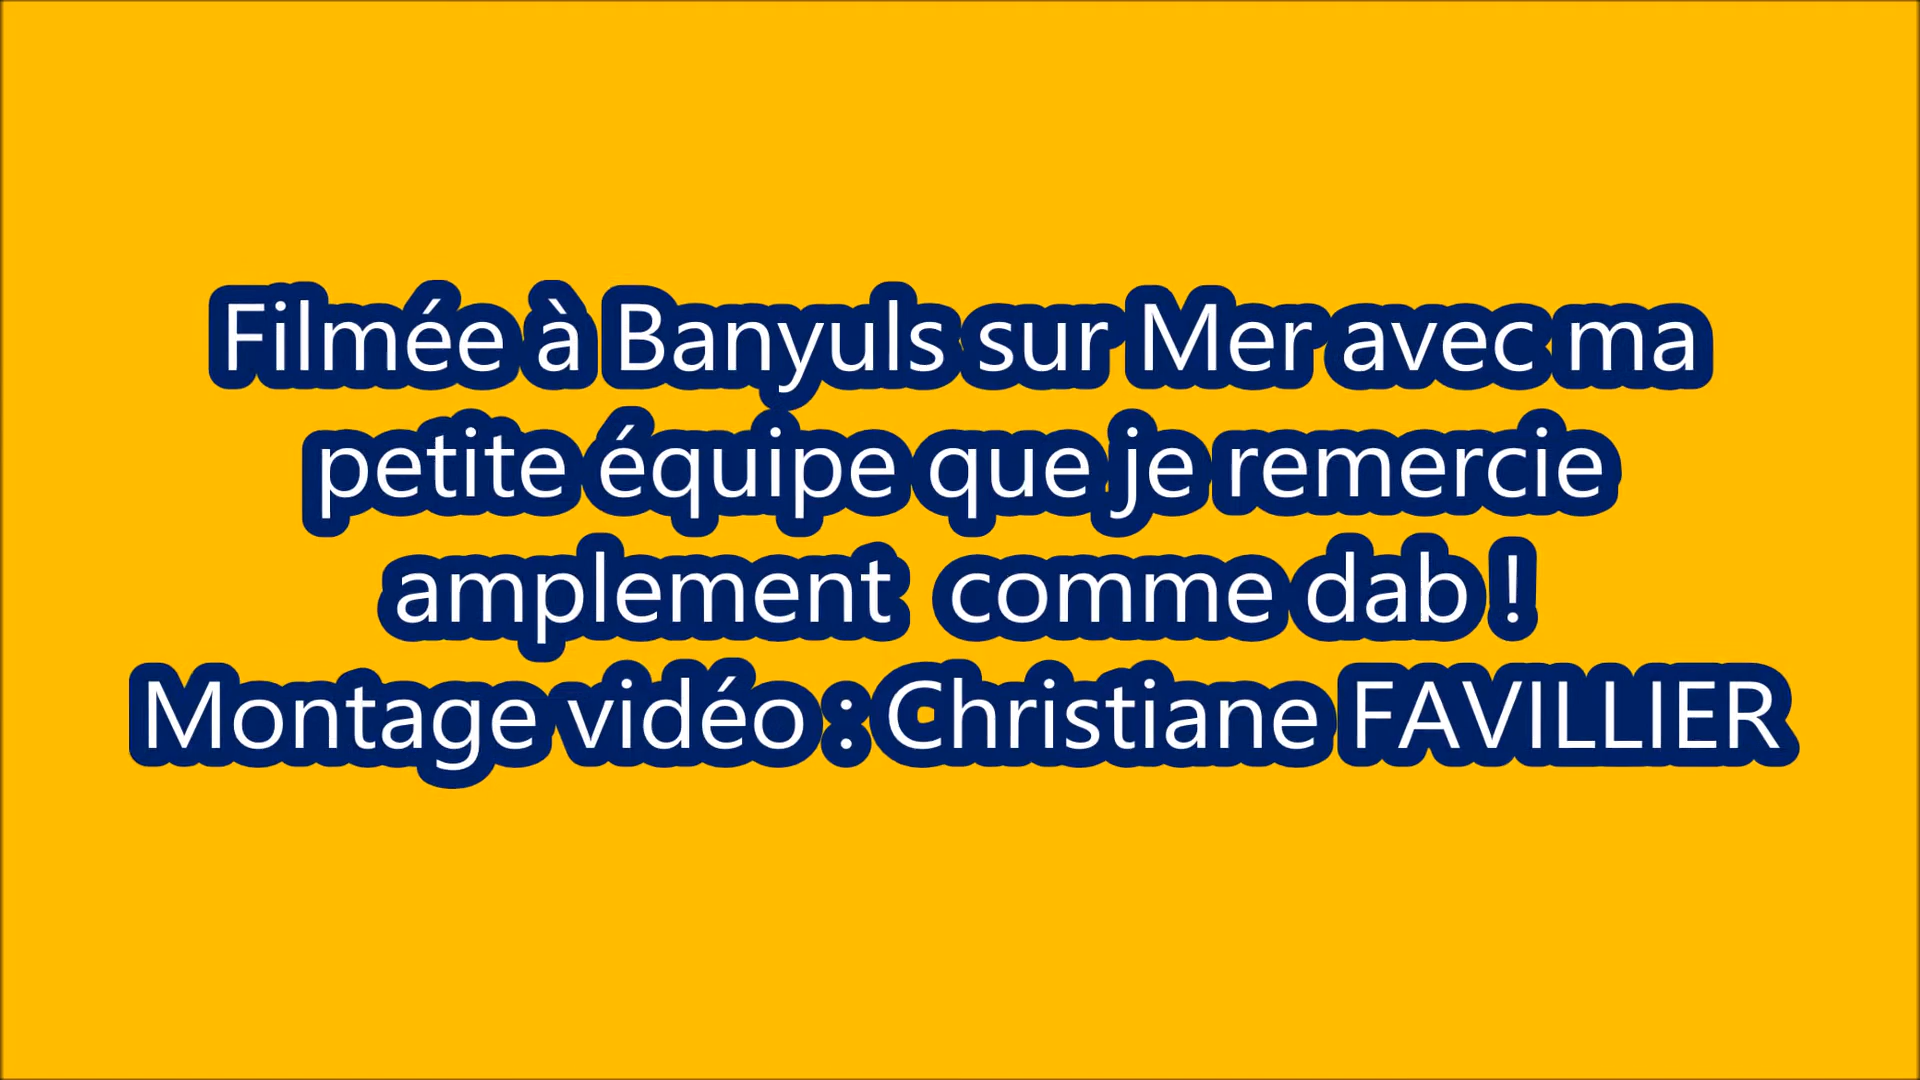 Filmée à Banyuls sur Mer avec ma
petite équipe que je remercie
amplement  comme dab !
Montage vidéo : Christiane FAVILLIER